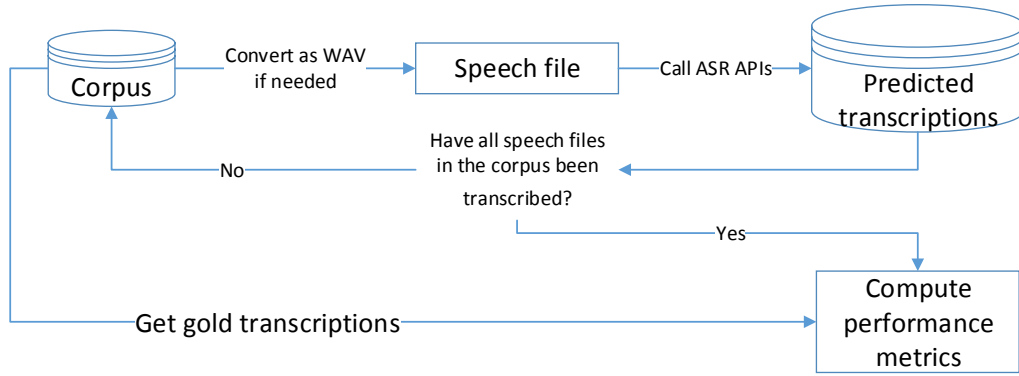 Corpus
Convert as WAV
if needed
Speech file
Call ASR APIs
Predicted
transcriptions
Have all speech files
in the corpus been
transcribed?
No
Yes
Get gold transcriptions
Compute
performance
metrics